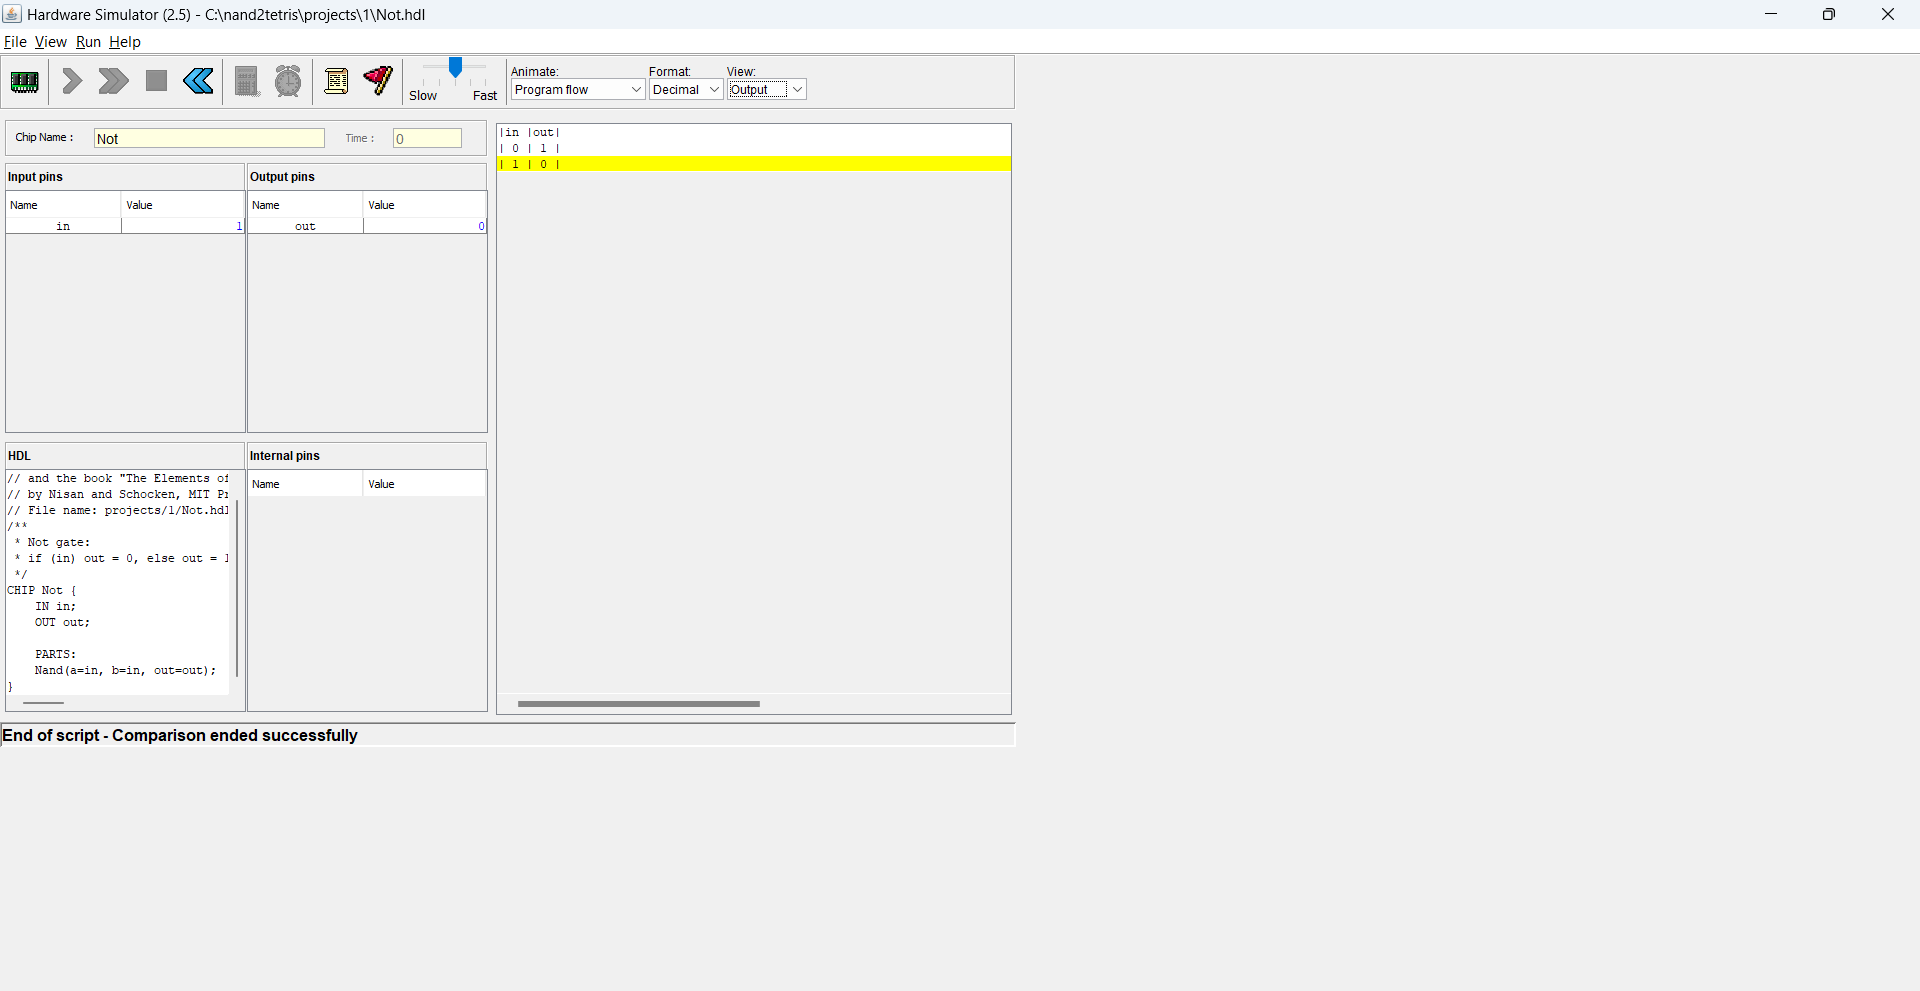 Hardware Simulator (2.5) - C:\nand2tetris\projects\1\Not.hdl
File View Run Help
Slow Fast
Animate: Format: View:
Program flow Decimal Output
Chip Name : Not Time : 0
Input pins
Name Value
in 1
Output pins
Name Value
out 0
HDL
// and the book "The Elements of
// by Nisan and Schocken, MIT
// File name: projects/1/Not.hdl
/**
* Not gate:
* if (in) out = 0, else out = 1
*/
CHIP Not {
IN in;
OUT out;
PARTS:
Nand(a=in, b=in, out=out);
}
Internal pins
Name Value
|in |out|
| 0 | 1 |
| 1 | 0 |
End of script - Comparison ended successfully